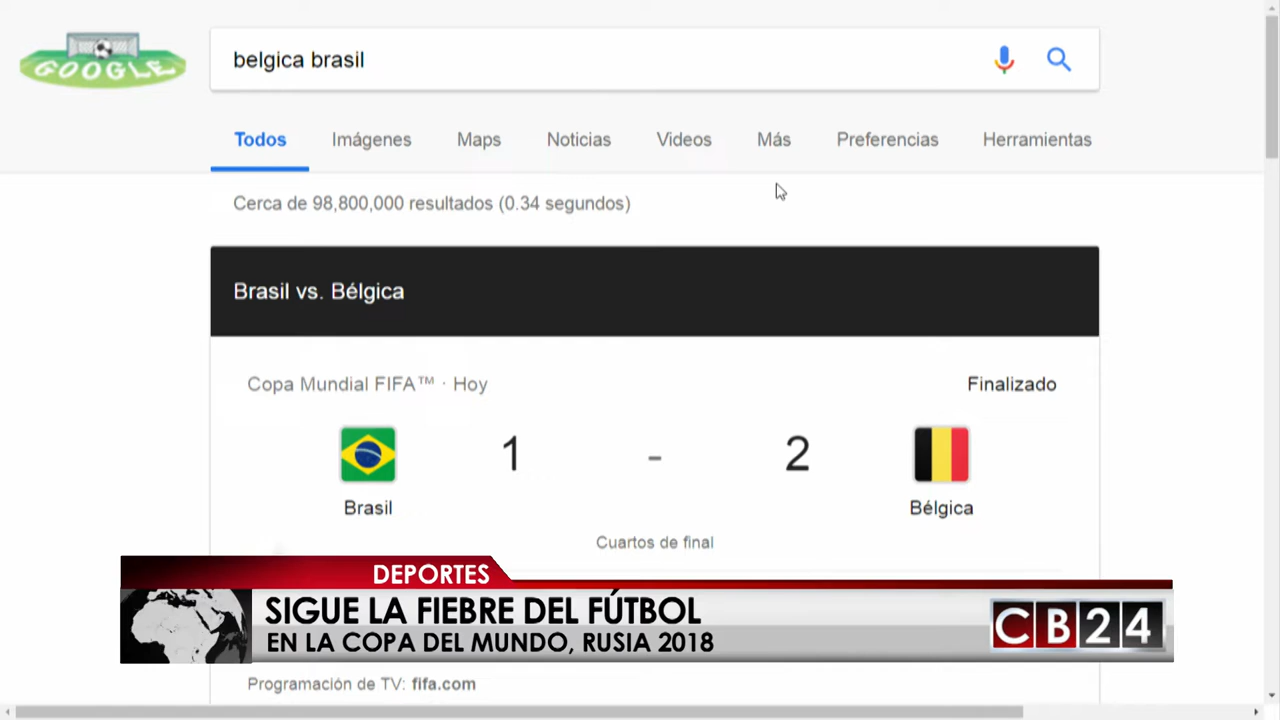 GOOGLE
belgica brasil
Todos Imágenes Maps Noticias Videos Más Preferencias Herramientas
Cerca de 98,800,000 resultados (0.34 segundos)
Brasil vs. Bélgica
Copa Mundial FIFA™ · Hoy Finalizado
1 - 2
Brasil Bélgica
Cuartos de final
DEPORTES
SIGUE LA FIEBRE DEL FÚTBOL
EN LA COPA DEL MUNDO, RUSIA 2018
CB24
Programación de TV: fifa.com